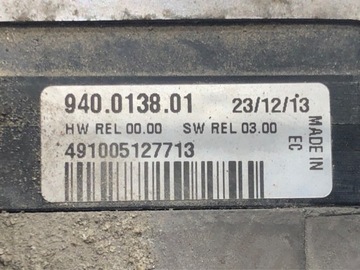 940.0138.01 23/12/13
HW REL 00.00 SW REL 03.00
491005127713
MADE IN
EC